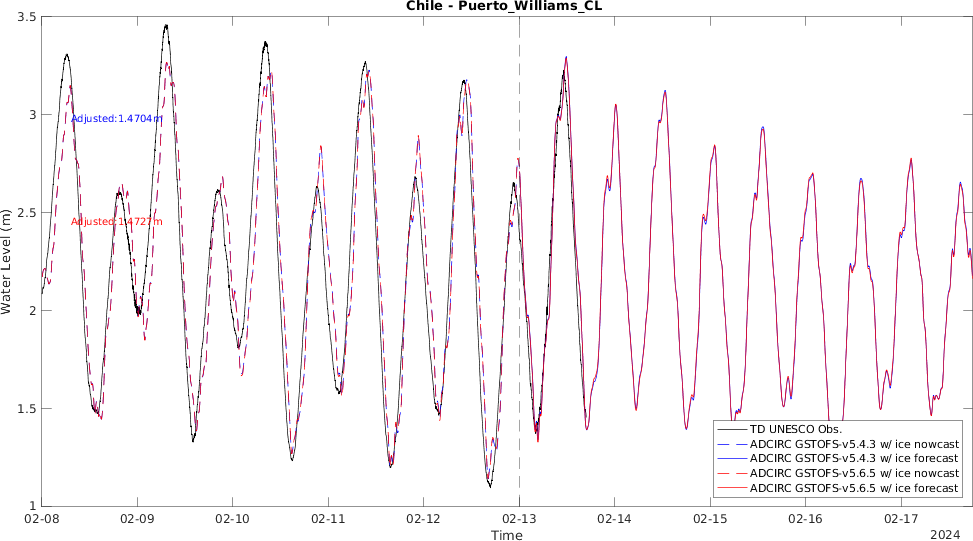 Chile - Puerto_Williams_CL
3.5
3
2.5
2
1.5
1
Water Level (m)
Adjusted:1.4704m
Adjusted:1.4727m
TD UNESCO Obs.
ADCIRC GSTOFS-v5.4.3 w/ ice nowcast
ADCIRC GSTOFS-v5.4.3 w/ ice forecast
ADCIRC GSTOFS-v5.6.5 w/ ice nowcast
ADCIRC GSTOFS-v5.6.5 w/ ice forecast
02-08 02-09 02-10 02-11 02-12 02-13 02-14 02-15 02-16 02-17
Time
2024